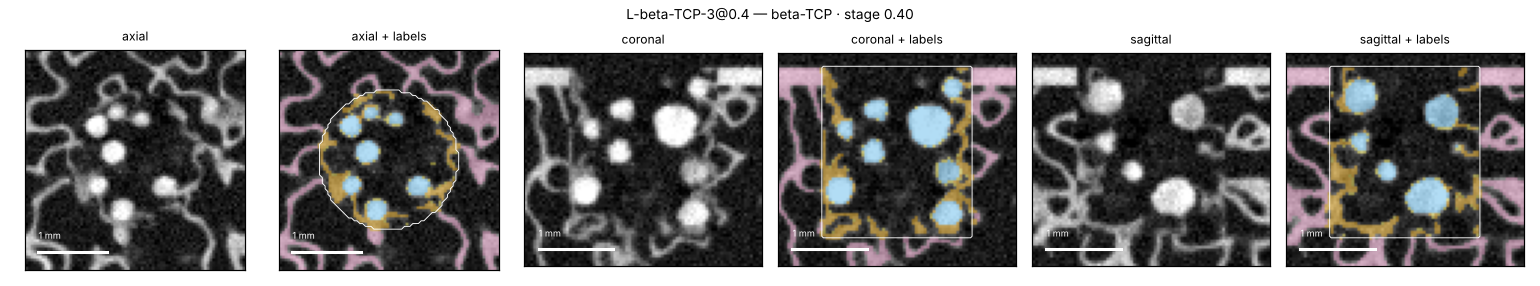 L-beta-TCP-3@0.4 — beta-TCP · stage 0.40
axial
axial + labels
coronal
coronal + labels
sagittal
sagittal + labels
1 mm
1 mm
1 mm
1 mm
1 mm
1 mm